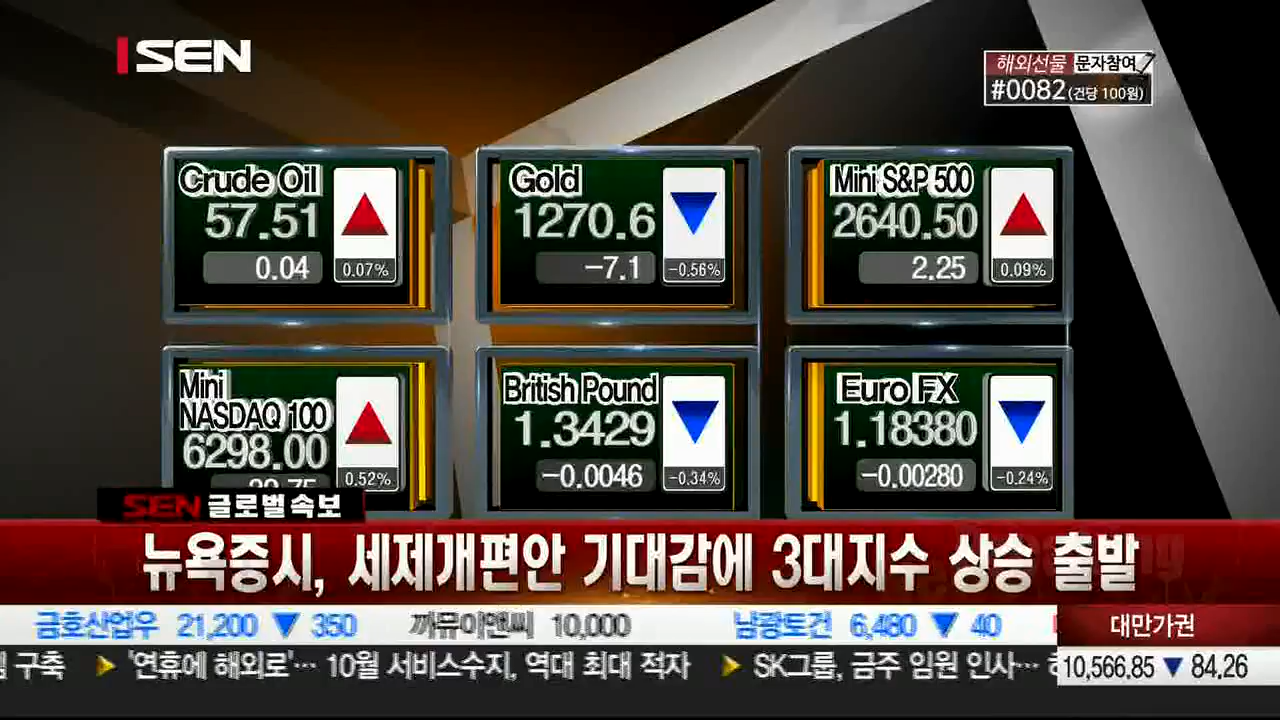 SEN
해외선물 문자참여
#0082(건당 100원)
Crude Oil
57.51
0.04
0.07%
Gold
1270.6
-7.1
-0.56%
Mini S&P 500
2640.50
2.25
0.09%
Mini
NASDAQ 100
6298.00
0.52%
British Pound
1.3429
-0.0046
-0.34%
Euro FX
1.18380
-0.00280
-0.24%
SEN 글로벌속보
뉴욕증시, 세제개편안 기대감에 3대지수 상승 출발
금호산업우 21,200 ▼ 350 까뮤이앤씨 10,000 남광토건 6,480 ▼ 40
대만가권
구축 ▶ '연휴에 해외로'… 10월 서비스수지, 역대 최대 적자 ▶ SK그룹, 금주 임원 인사…
10,566.85 ▼ 84.26